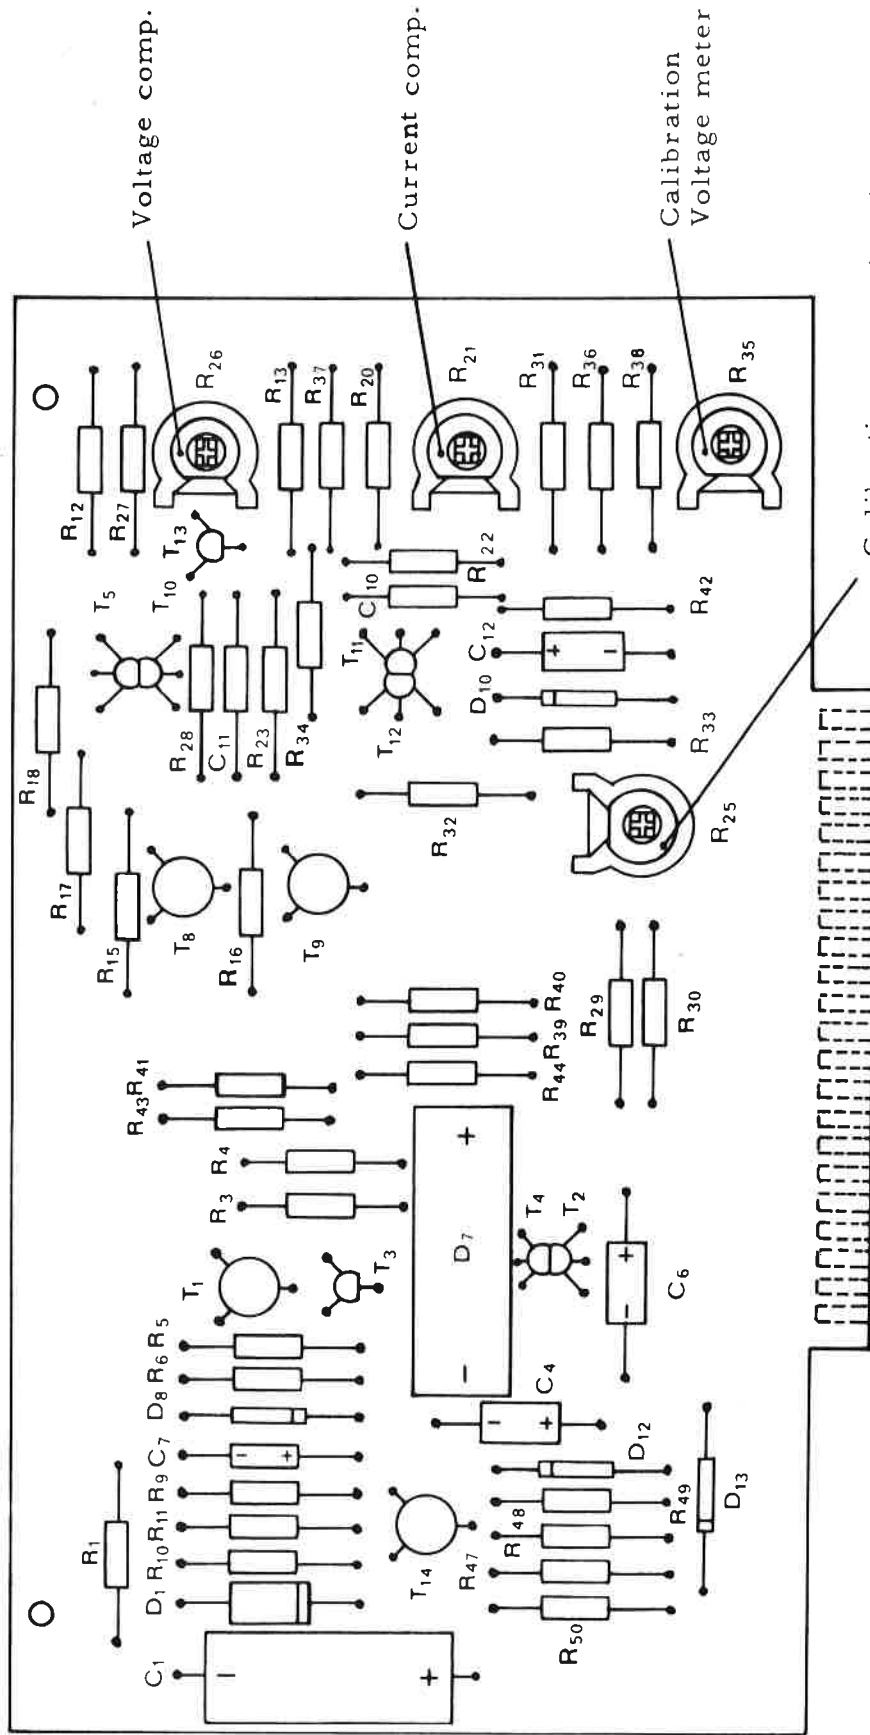 Voltage comp.
Current comp.
Calibration
Voltage meter
R12
R27
R26
R13
R37
R20
R21
R31
R36
R38
R35
T5
T10
T13
C10
R22
R18
R28
C11
R23
R34
T11
T12
D10
C12
R42
R33
R17
R15
T8
R16
T9
R32
R25
R43
R41
R4
R3
R44
R39
R40
R29
R30
T1
T3
D7
+
-
T4
T2
C6
+
-
R1
D1
R10
R11
R9
C7
D8
R6
R5
-
+
C4
-
+
C1
-
+
T14
R47
R48
R49
R50
D12
D13
+
-